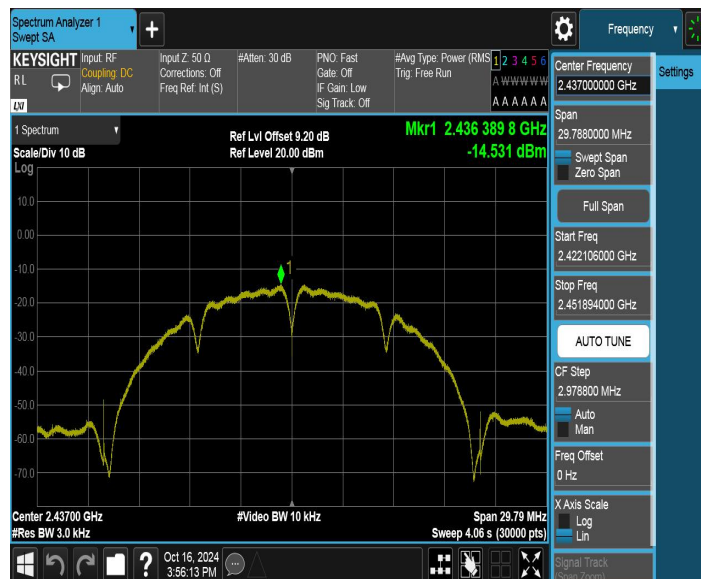 Spectrum Analyzer 1
Swept SA
+
Frequency
KEYSIGHT
RL
LXI
Input: RF
Coupling: DC
Align: Auto
Input Z: 50 Ω
Corrections: Off
Freq Ref: Int (S)
#Atten: 30 dB
PNO: Fast
Gate: Off
IF Gain: Low
Sig Track: Off
#Avg Type: Power (RMS
Trig: Free Run
1 2 3 4 5 6
A W W W W W
A A A A A A
1 Spectrum
Scale/Div 10 dB
Ref Lvl Offset 9.20 dB
Ref Level 20.00 dBm
Mkr1 2.436 389 8 GHz
-14.531 dBm
Log
10.0
0.00
-10.0
-20.0
-30.0
-40.0
-50.0
-60.0
-70.0
1
Center 2.43700 GHz
#Res BW 3.0 kHz
#Video BW 10 kHz
Span 29.79 MHz
Sweep 4.06 s (30000 pts)
?
Oct 16, 2024
3:56:13 PM
Center Frequency
2.437000000 GHz
Span
29.7880000 MHz
Swept Span
Zero Span
Full Span
Start Freq
2.422106000 GHz
Stop Freq
2.451894000 GHz
AUTO TUNE
CF Step
2.978800 MHz
Auto
Man
Freq Offset
0 Hz
X Axis Scale
Log
Lin
Signal Track
(Span Zoom)
Settings